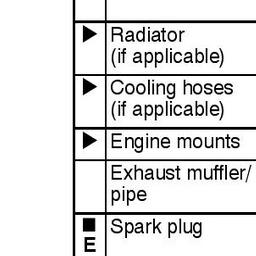 ▶ Radiator
(if applicable)
▶ Cooling hoses
(if applicable)
▶ Engine mounts
Exhaust muffler/
pipe
■ Spark plug
E